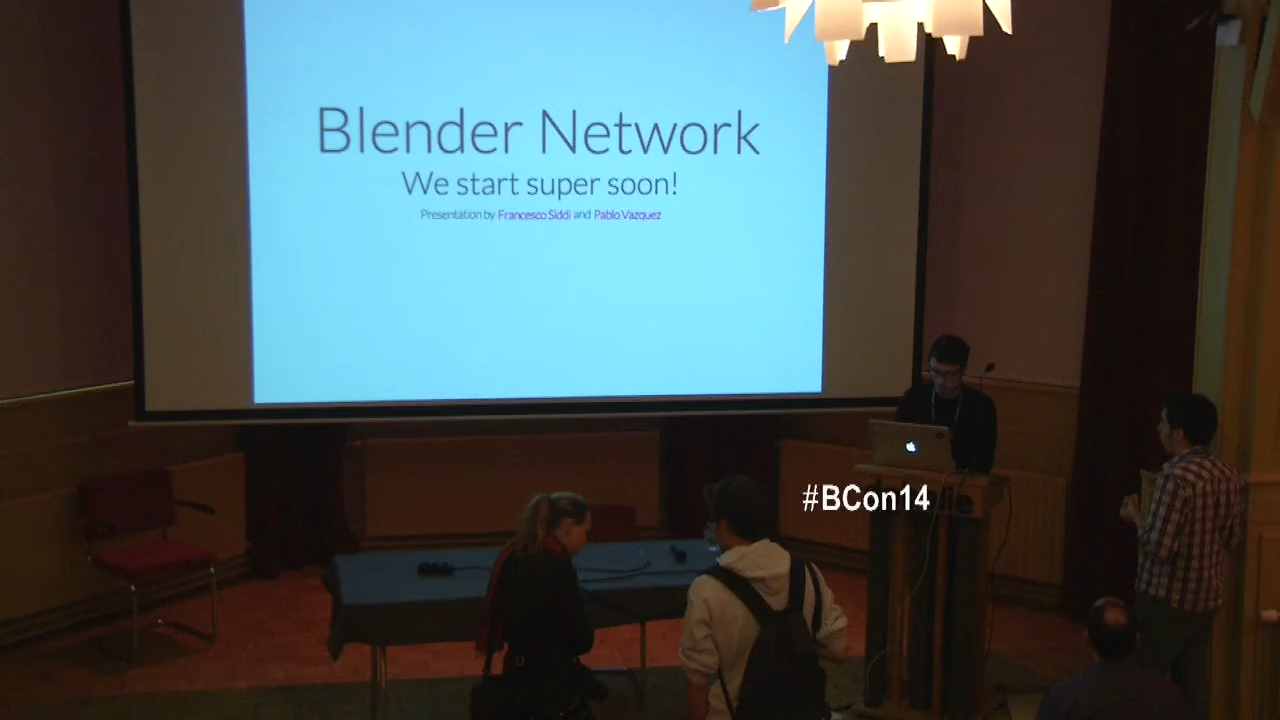 Blender Network
We start super soon!
Presentation by Francesco Siddi and Pablo Vazquez
#BCon14